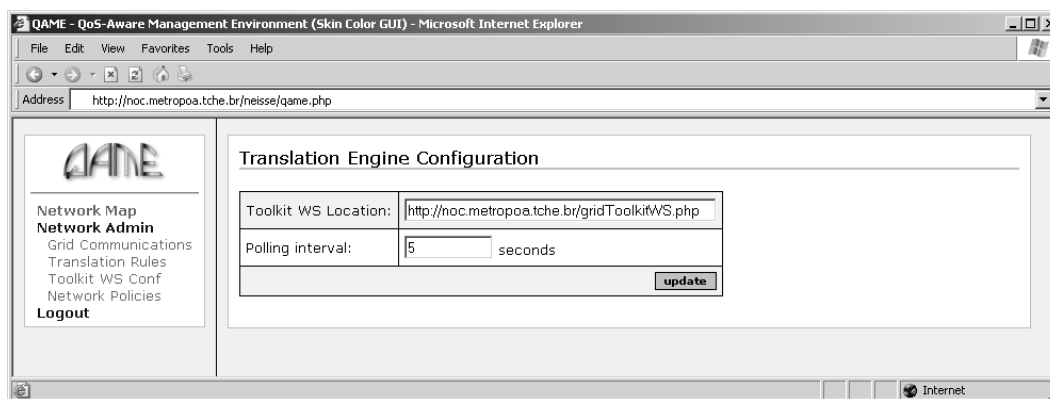 QAME - QoS-Aware Management Environment (Skin Color GUI) - Microsoft Internet Explorer
File Edit View Favorites Tools Help
Address http://noc.metropoa.tche.br/neisse/qame.php
QAME
Network Map
Network Admin
Grid Communications
Translation Rules
Toolkit WS Conf
Network Policies
Logout
Translation Engine Configuration
Toolkit WS Location: http://noc.metropoa.tche.br/gridToolkitWS.php
Polling interval: 5 seconds
update
Internet